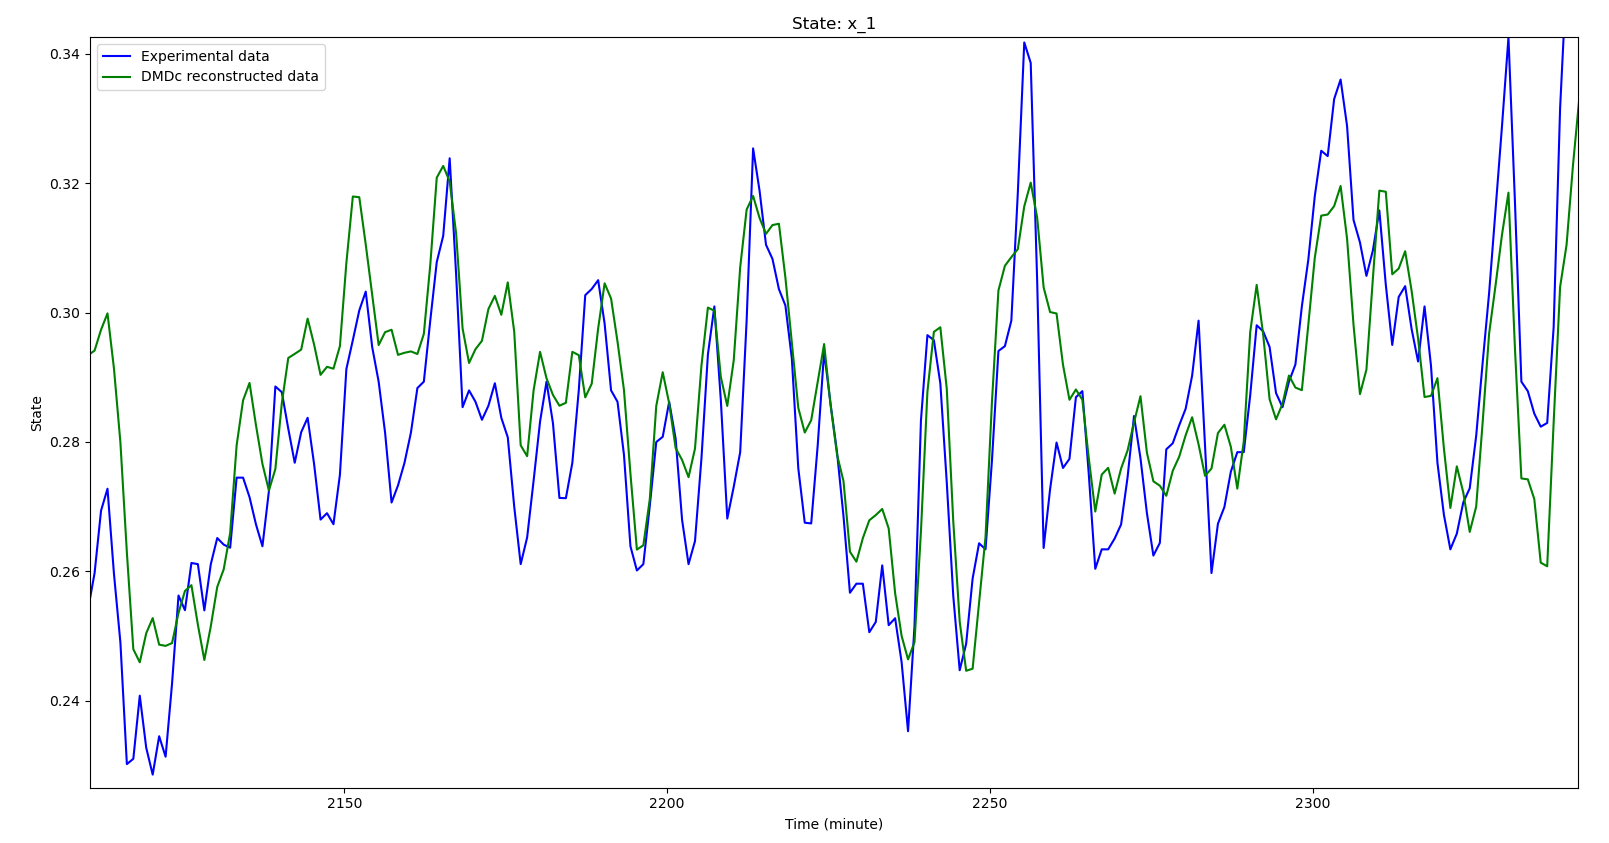 State: x_1
Experimental data
DMDc reconstructed data
0.34
0.32
0.30
0.28
0.26
0.24
State
2150 2200 2250 2300
Time (minute)